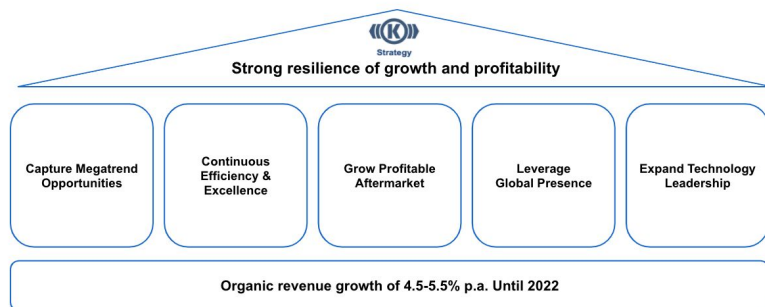 K
Strategy
Strong resilience of growth and profitability
Capture Megatrend
Opportunities
Continuous
Efficiency &
Excellence
Grow Profitable
Aftermarket
Leverage
Global Presence
Expand Technology
Leadership
Organic revenue growth of 4.5-5.5% p.a. Until 2022